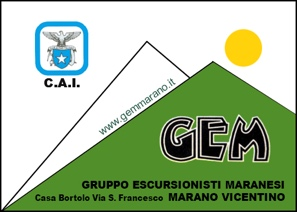 C.A.I.
www.gemmarano.it
GEM
GRUPPO ESCURSIONISTI MARANESI
Casa Bortolo Via S. Francesco MARANO VICENTINO